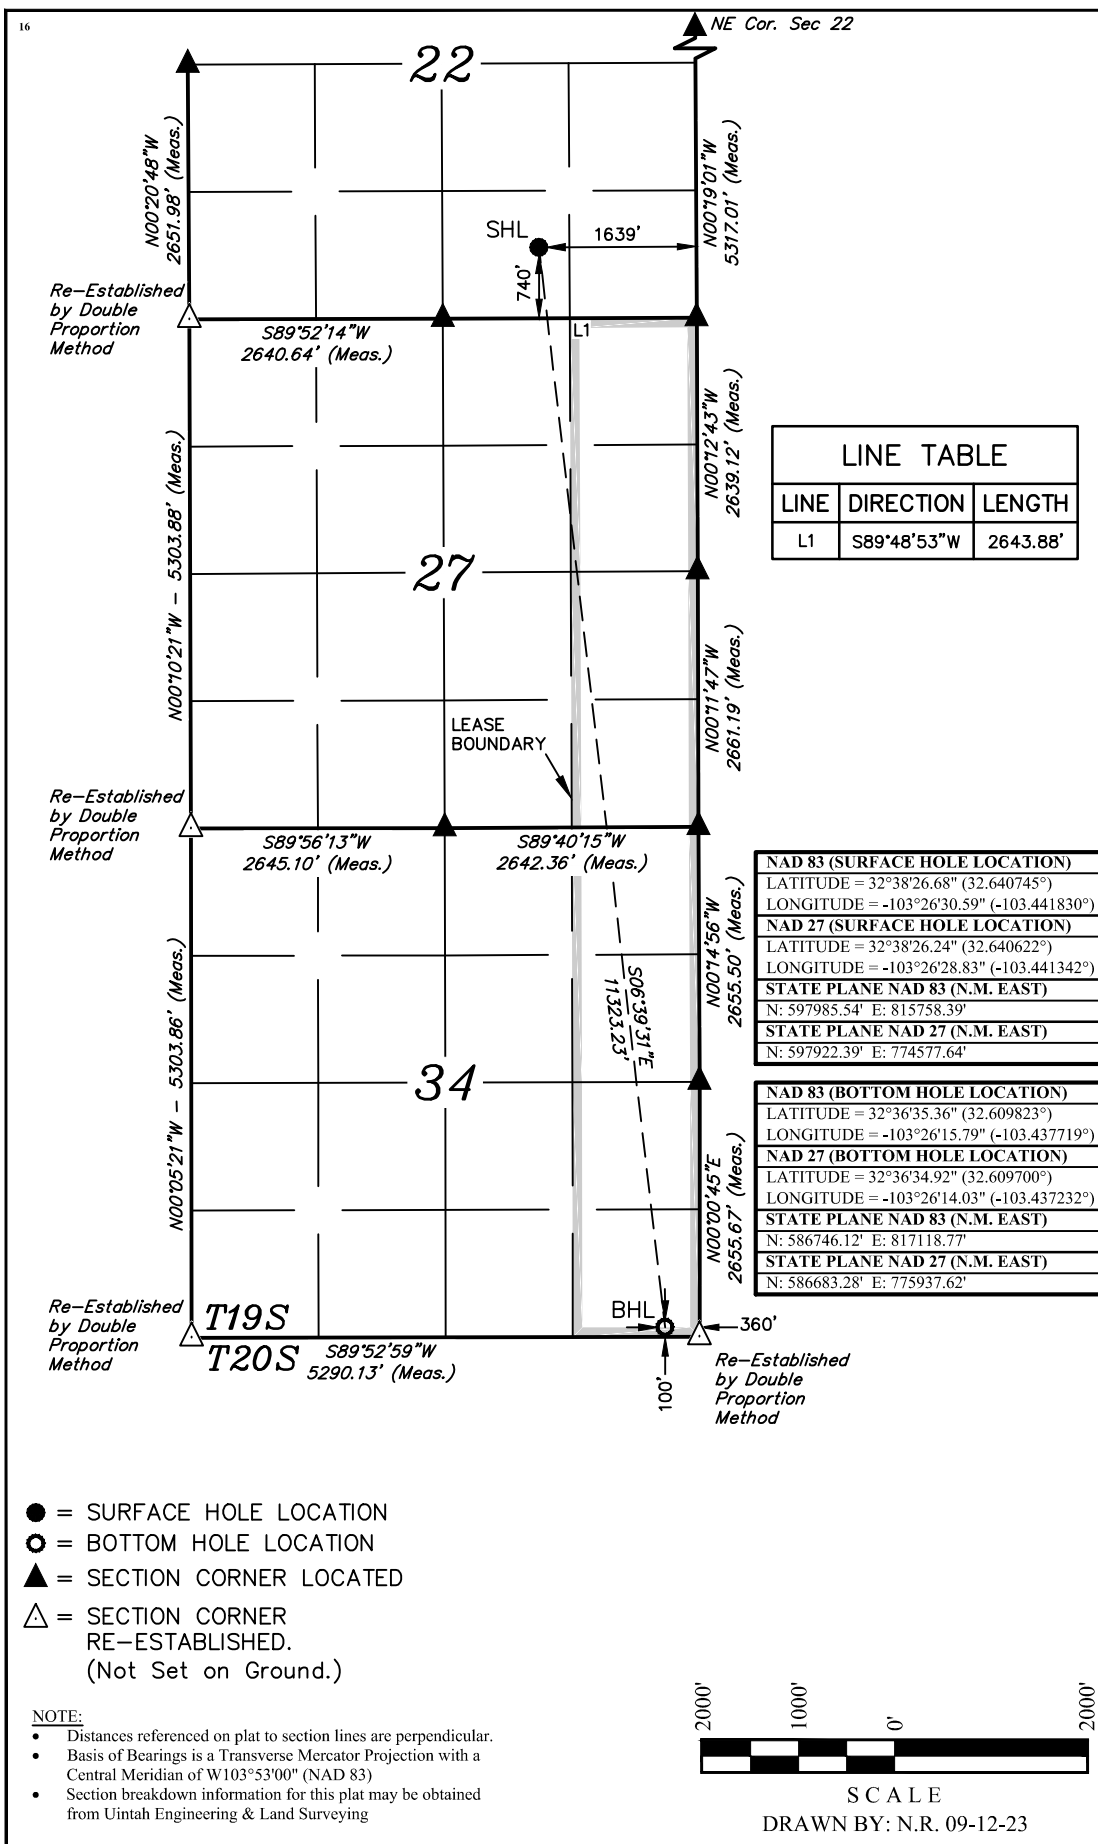 16
NE Cor. Sec 22
22
N00°20'48"W
2651.98' (Meas.)
N00°19'01"W
5317.01' (Meas.)
SHL
1639'
740'
Re-Established
by Double
Proportion
Method
S89°52'14"W
2640.64' (Meas.)
L1
N00°12'43"W
2639.12' (Meas.)
LINE TABLE
LINE DIRECTION LENGTH
L1 S89°48'53"W 2643.88'
N00°10'21"W - 5303.88' (Meas.)
27
N00°11'47"W
2661.19' (Meas.)
LEASE
BOUNDARY
Re-Established
by Double
Proportion
Method
S89°56'13"W
2645.10' (Meas.)
S89°40'15"W
2642.36' (Meas.)
NAD 83 (SURFACE HOLE LOCATION)
LATITUDE = 32°38'26.68" (32.640745°)
LONGITUDE = -103°26'30.59" (-103.441830°)
NAD 27 (SURFACE HOLE LOCATION)
LATITUDE = 32°38'26.24" (32.640622°)
LONGITUDE = -103°26'28.83" (-103.441342°)
STATE PLANE NAD 83 (N.M. EAST)
N: 597985.54' E: 815758.39'
STATE PLANE NAD 27 (N.M. EAST)
N: 597922.39' E: 774577.64'
N00°14'56"W
2655.50' (Meas.)
S06°39'31"E
11323.23'
N00°05'21"W - 5303.86' (Meas.)
34
NAD 83 (BOTTOM HOLE LOCATION)
LATITUDE = 32°36'35.36" (32.609823°)
LONGITUDE = -103°26'15.79" (-103.437719°)
NAD 27 (BOTTOM HOLE LOCATION)
LATITUDE = 32°36'34.92" (32.609700°)
LONGITUDE = -103°26'14.03" (-103.437232°)
STATE PLANE NAD 83 (N.M. EAST)
N: 586746.12' E: 817118.77'
STATE PLANE NAD 27 (N.M. EAST)
N: 586683.28' E: 775937.62'
N00°00'45"E
2655.67' (Meas.)
Re-Established
by Double
Proportion
Method
T19S
T20S
S89°52'59"W
5290.13' (Meas.)
BHL
360'
100'
Re-Established
by Double
Proportion
Method
= SURFACE HOLE LOCATION
= BOTTOM HOLE LOCATION
= SECTION CORNER LOCATED
= SECTION CORNER
RE-ESTABLISHED.
(Not Set on Ground.)
NOTE:
• Distances referenced on plat to section lines are perpendicular.
• Basis of Bearings is a Transverse Mercator Projection with a
Central Meridian of W103°53'00" (NAD 83)
• Section breakdown information for this plat may be obtained
from Uintah Engineering & Land Surveying
2000' 1000' 0' 2000'
SCALE
DRAWN BY: N.R. 09-12-23